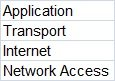 Application
Transport
Internet
Network Access